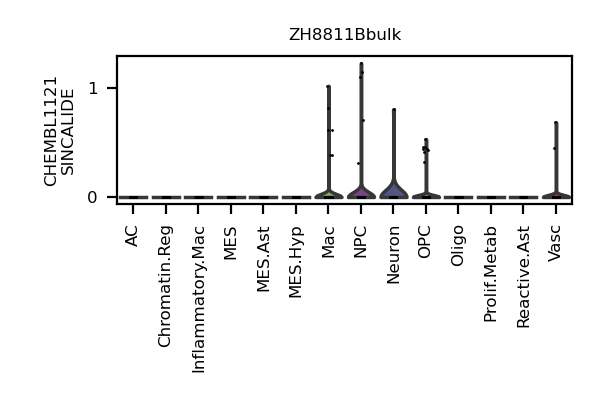 ZH8811Bbulk
CHEMBL1121
SINCALIDE
1
0
AC
Chromatin.Reg
Inflammatory.Mac
MES
MES.Ast
MES.Hyp
Mac
NPC
Neuron
OPC
Oligo
Prolif.Metab
Reactive.Ast
Vasc